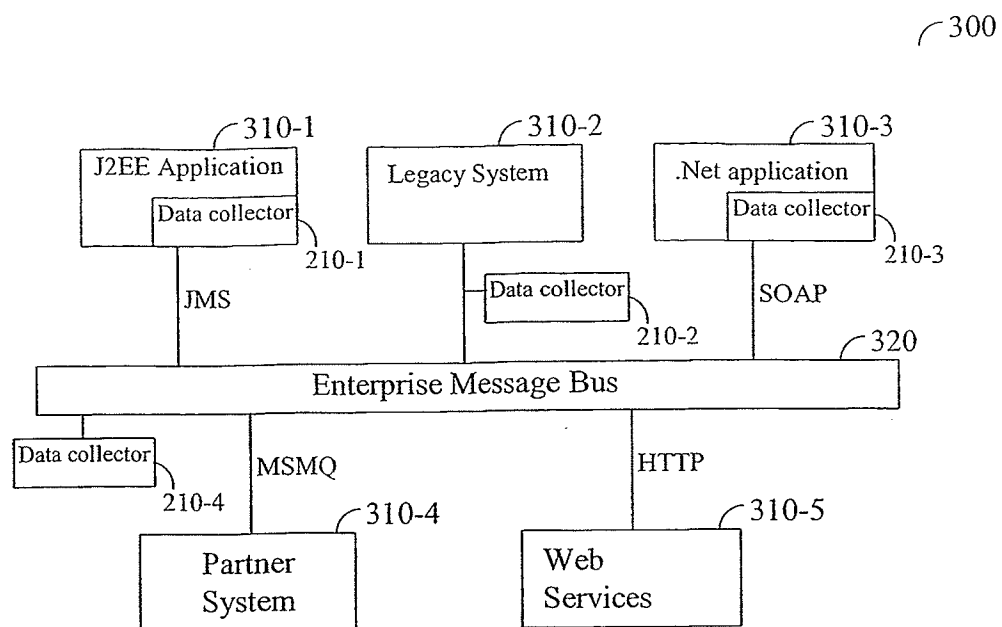 300
310-1
310-2
310-3
J2EE Application
Legacy System
.Net application
Data collector
Data collector
210-1
210-3
JMS
Data collector
SOAP
210-2
320
Enterprise Message Bus
Data collector
MSMQ
HTTP
210-4
310-4
310-5
Partner
System
Web
Services